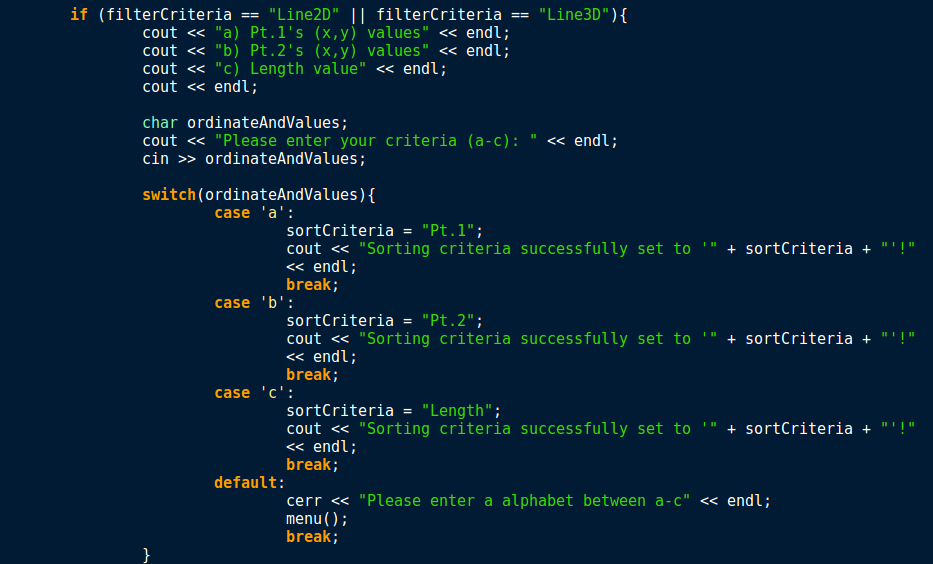 if (filterCriteria == "Line2D" || filterCriteria == "Line3D"){
cout << "a) Pt.1's (x,y) values" << endl;
cout << "b) Pt.2's (x,y) values" << endl;
cout << "c) Length value" << endl;
cout << endl;
char ordinateAndValues;
cout << "Please enter your criteria (a-c): " << endl;
cin >> ordinateAndValues;
switch(ordinateAndValues){
case 'a':
sortCriteria = "Pt.1";
cout << "Sorting criteria successfully set to '" + sortCriteria + "'!"
<< endl;
break;
case 'b':
sortCriteria = "Pt.2";
cout << "Sorting criteria successfully set to '" + sortCriteria + "'!"
<< endl;
break;
case 'c':
sortCriteria = "Length";
cout << "Sorting criteria successfully set to '" + sortCriteria + "'!"
<< endl;
break;
default:
cerr << "Please enter a alphabet between a-c" << endl;
menu();
break;
}